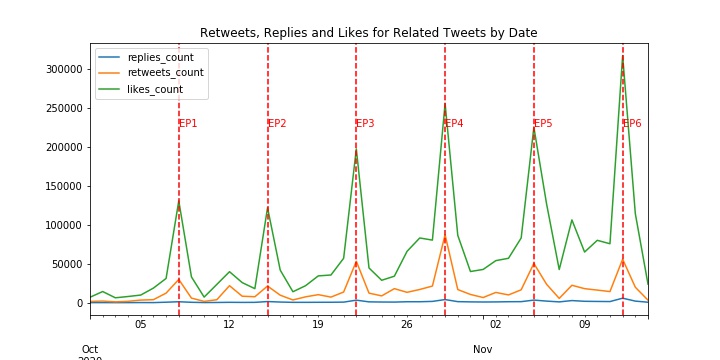 Retweets, Replies and Likes for Related Tweets by Date
replies_count
retweets_count
likes_count
300000
250000
200000
150000
100000
50000
0
EP1 EP2 EP3 EP4 EP5 EP6
05 12 19 26 02 09
Oct Nov
2020